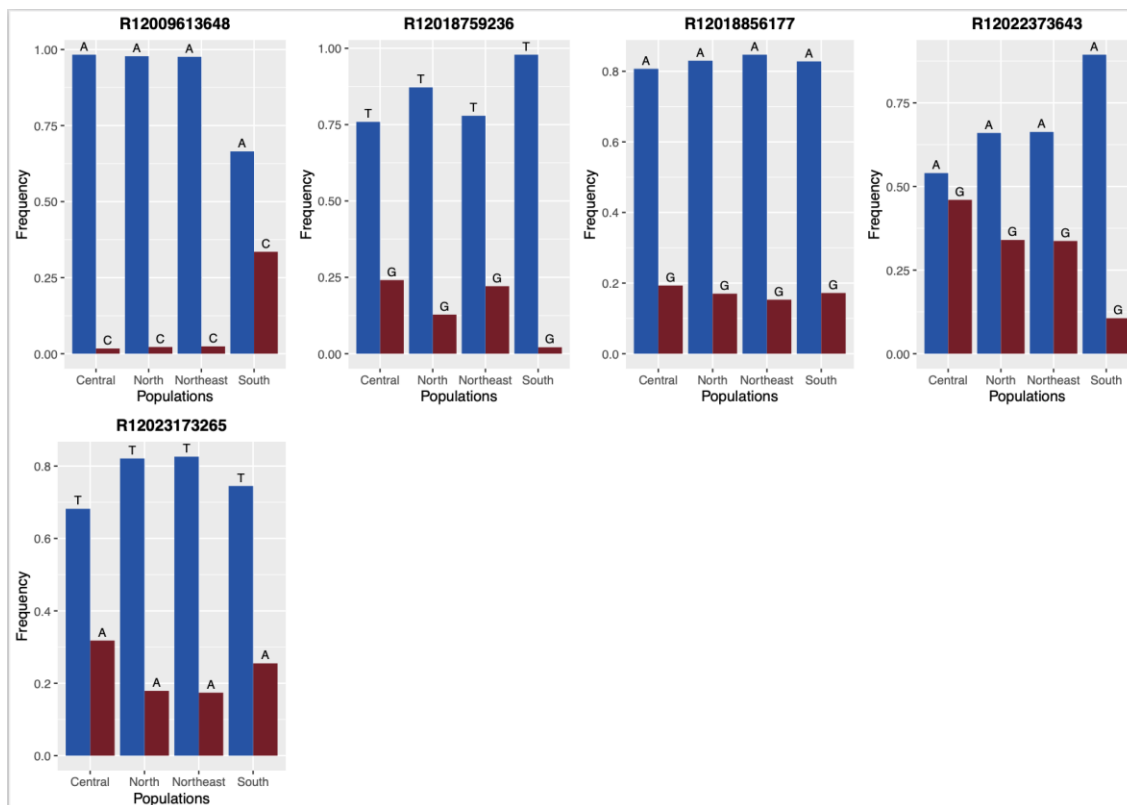 R12009613648
R12018759236
R12018856177
R12022373643
1.00
0.75
0.50
0.25
0.00
Frequency
A
C
A
C
A
C
A
C
Central
North
Northeast
South
Populations
1.00
0.75
0.50
0.25
0.00
Frequency
T
G
T
G
T
G
T
G
Central
North
Northeast
South
Populations
0.8
0.6
0.4
0.2
0.0
Frequency
A
G
A
G
A
G
A
G
Central
North
Northeast
South
Populations
0.75
0.50
0.25
0.00
Frequency
A
G
A
G
A
G
A
G
Central
North
Northeast
South
Populations
R12023173265
0.8
0.6
0.4
0.2
0.0
Frequency
T
A
T
A
T
A
T
A
Central
North
Northeast
South
Populations